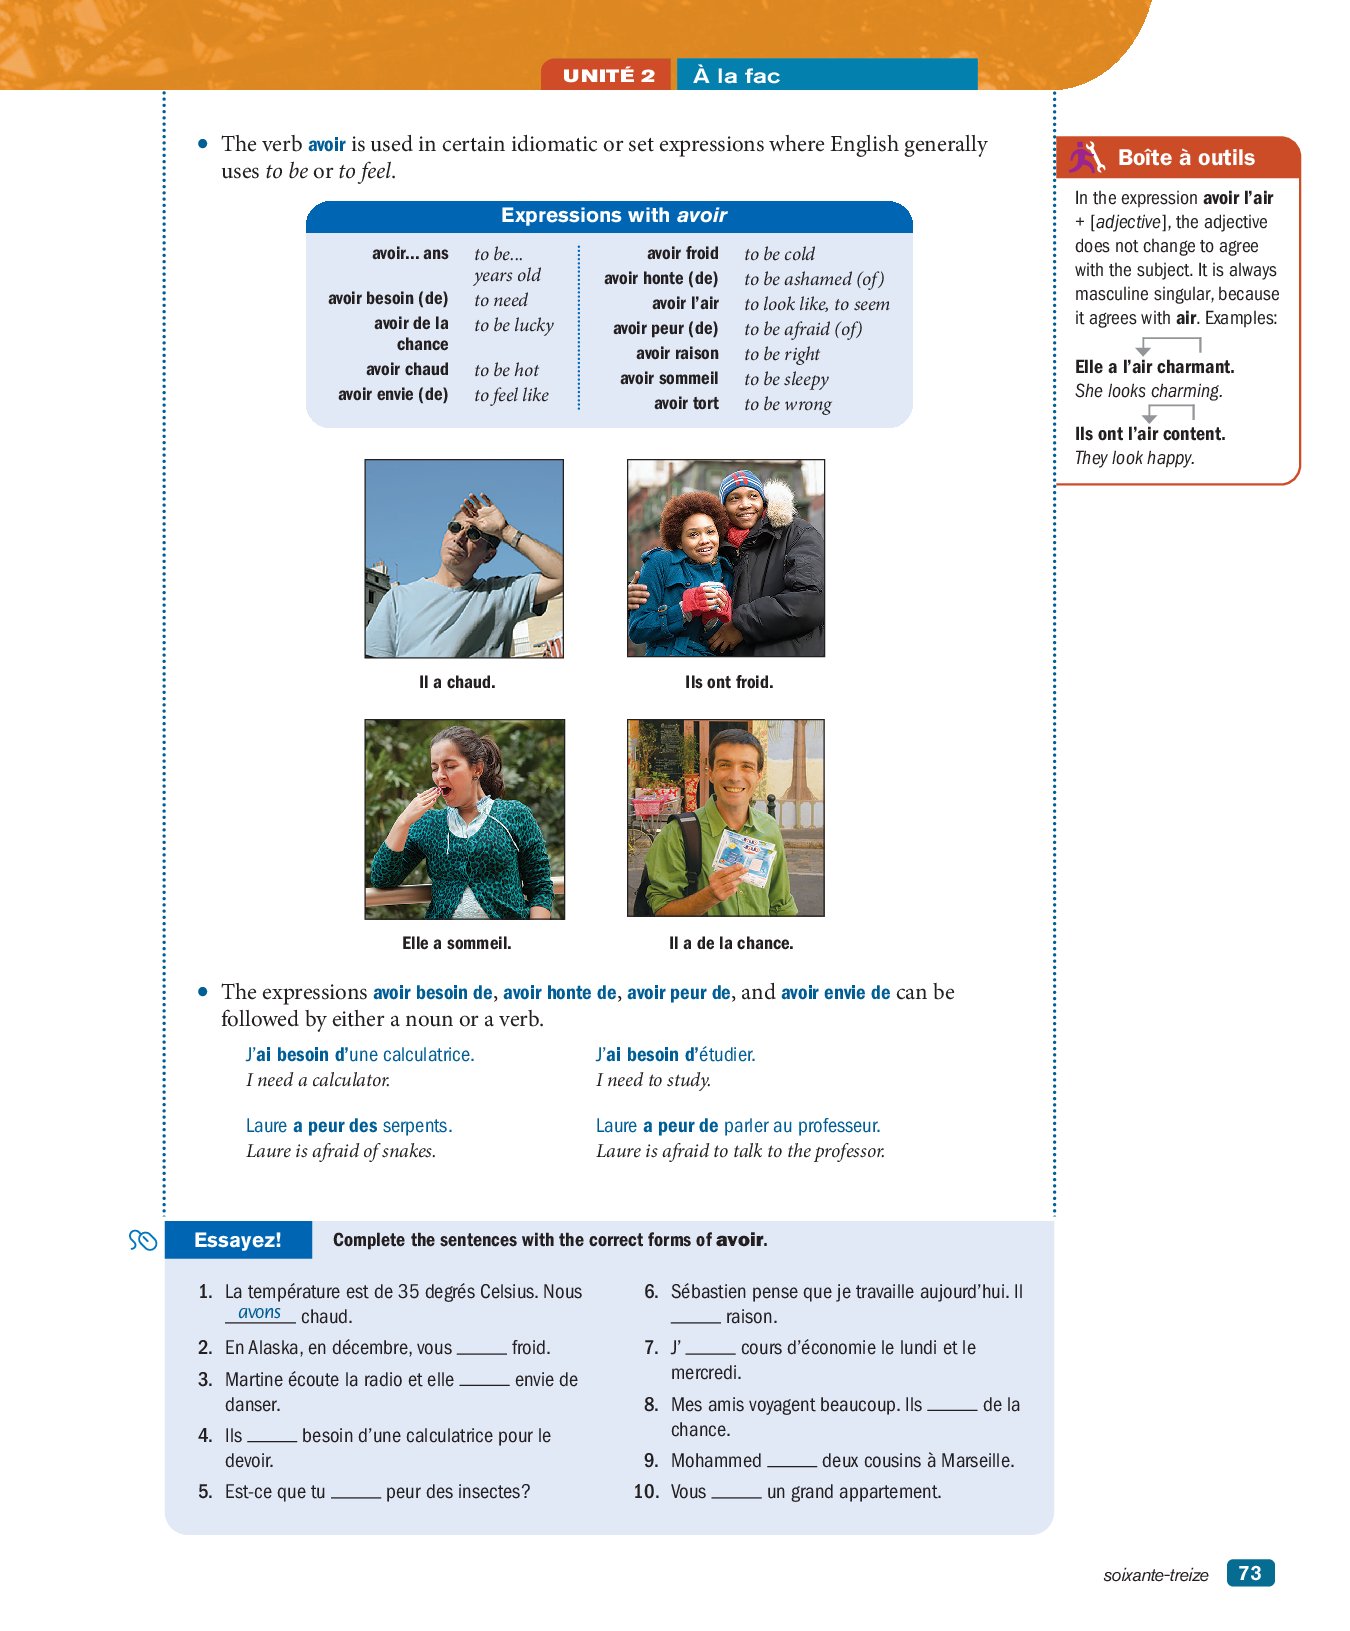 UNITÉ 2 À la fac
• The verb avoir is used in certain idiomatic or set expressions where English generally
uses to be or to feel.
Expressions with avoir
avoir... ans to be...
years old
avoir besoin (de) to need
avoir de la to be lucky
chance
avoir chaud to be hot
avoir envie (de) to feel like
avoir froid to be cold
avoir honte (de) to be ashamed (of)
avoir l'air to look like, to seem
avoir peur (de) to be afraid (of)
avoir raison to be right
avoir sommeil to be sleepy
avoir tort to be wrong
Boîte à outils
In the expression avoir l'air
+ [adjective], the adjective
does not change to agree
with the subject. It is always
masculine singular, because
it agrees with air. Examples:
Elle a l'air charmant.
She looks charming.
Ils ont l'air content.
They look happy.
Il a chaud.
Ils ont froid.
Elle a sommeil.
Il a de la chance.
• The expressions avoir besoin de, avoir honte de, avoir peur de, and avoir envie de can be
followed by either a noun or a verb.
J'ai besoin d'une calculatrice.
I need a calculator.
J'ai besoin d'étudier.
I need to study.
Laure a peur des serpents.
Laure is afraid of snakes.
Laure a peur de parler au professeur.
Laure is afraid to talk to the professor.
Essayez! Complete the sentences with the correct forms of avoir.
1. La température est de 35 degrés Celsius. Nous
avons chaud.
2. En Alaska, en décembre, vous _____ froid.
3. Martine écoute la radio et elle _____ envie de
danser.
4. Ils _____ besoin d'une calculatrice pour le
devoir.
5. Est-ce que tu _____ peur des insectes?
6. Sébastien pense que je travaille aujourd'hui. Il
_____ raison.
7. J' _____ cours d'économie le lundi et le
mercredi.
8. Mes amis voyagent beaucoup. Ils _____ de la
chance.
9. Mohammed _____ deux cousins à Marseille.
10. Vous _____ un grand appartement.
soixante-treize 73